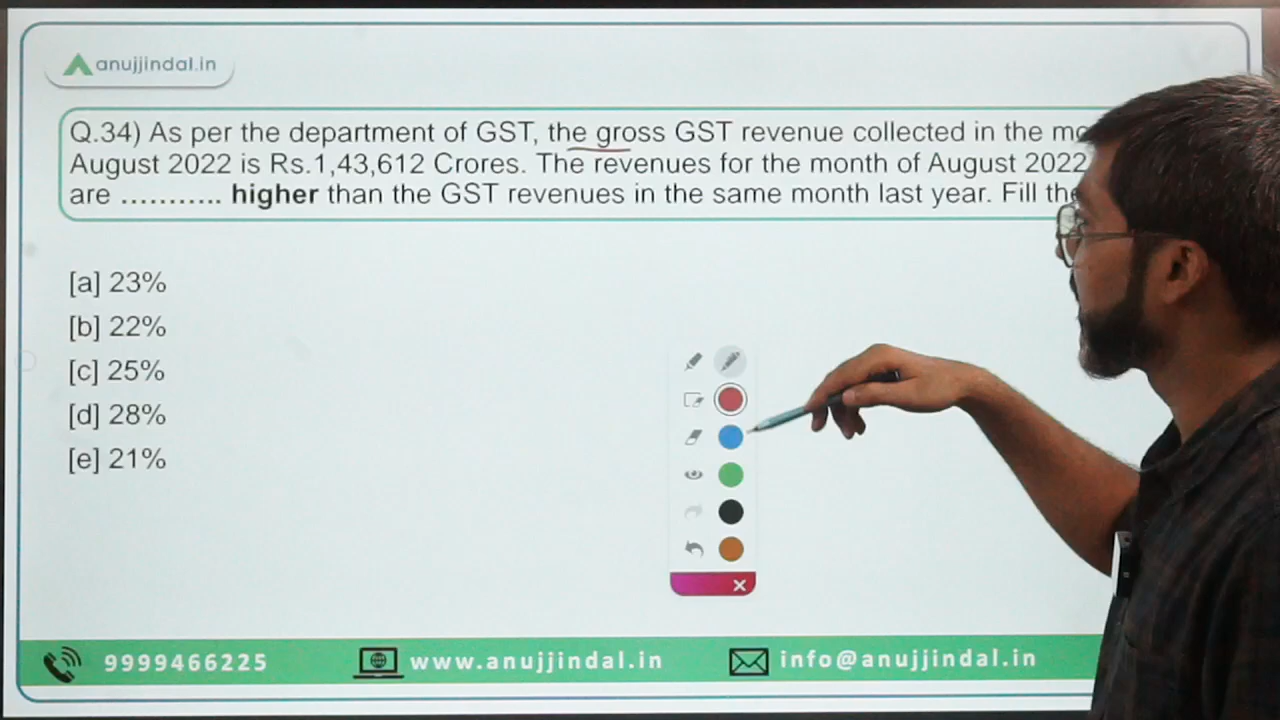 anujjindal.in
Q.34) As per the department of GST, the gross GST revenue collected in the
August 2022 is Rs.1,43,612 Crores. The revenues for the month of August 2022
are ........... higher than the GST revenues in the same month last year. Fill
[a] 23%
[b] 22%
[c] 25%
[d] 28%
[e] 21%
9999466225 www.anujjindal.in info@anujjindal.in